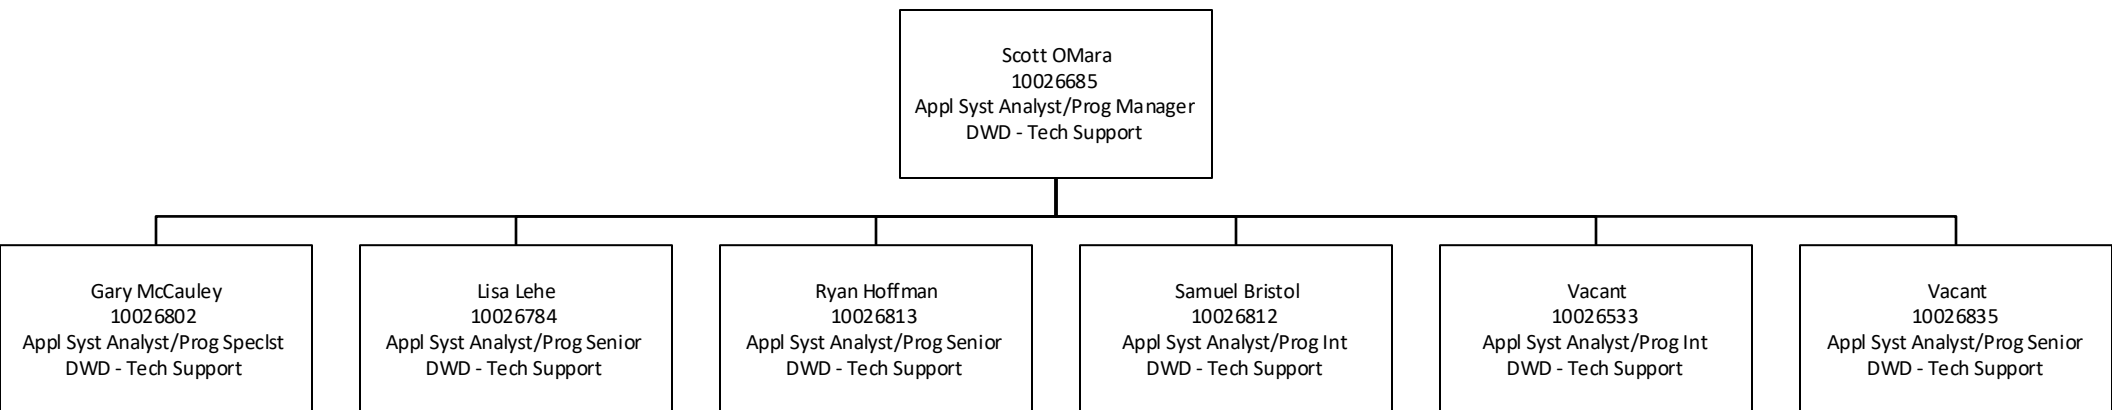 Scott OMara
10026685
Appl Syst Analyst/Prog Manager
DWD - Tech Support
Gary McCauley
10026802
Appl Syst Analyst/Prog Speclst
DWD - Tech Support
Lisa Lehe
10026784
Appl Syst Analyst/Prog Senior
DWD - Tech Support
Ryan Hoffman
10026813
Appl Syst Analyst/Prog Senior
DWD - Tech Support
Samuel Bristol
10026812
Appl Syst Analyst/Prog Int
DWD - Tech Support
Vacant
10026533
Appl Syst Analyst/Prog Int
DWD - Tech Support
Vacant
10026835
Appl Syst Analyst/Prog Senior
DWD - Tech Support